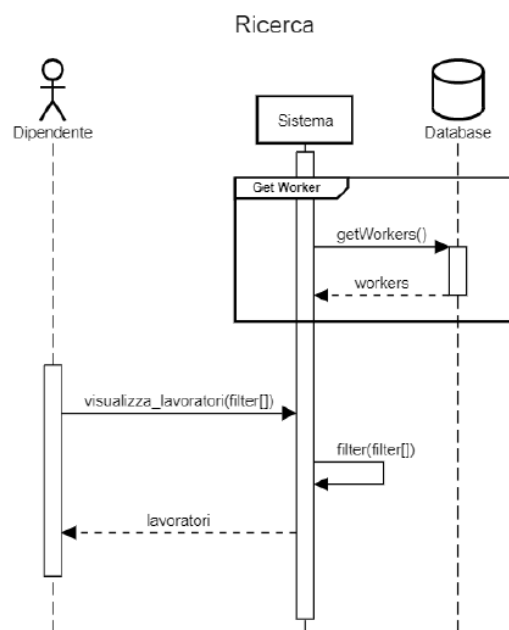 Ricerca
Dipendente
Sistema
Database
Get Worker
getWorkers()
workers
visualizza_lavoratori(filter[])
filter(filter[])
lavoratori